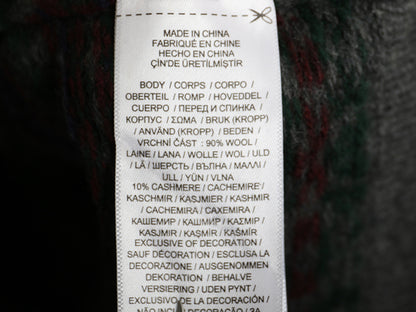 MADE IN CHINA
FABRIQUÉ EN CHINE
HECHO EN CHINA
ÇİN'DE ÜRETİLMİŞTİR
BODY / CORPS / CORPO /
OBERTEIL / ROMP / HOVEDDEL /
CUERPO / ПЕРЕД И СПИНКА /
КОРПУС / ΣΩΜΑ / BRUK (KROPP)
/ ANVÄND (KROPP) / BEDEN /
VRCHNÍ ČÁST : 90% WOOL /
LAINE / LANA / WOLLE / WOL / ULD
/ LÃ / ШЕРСТЬ / ВЪЛНА / ΜΑΛΛΙ /
ULL / YÜN / VLNA
10% CASHMERE / CACHEMIRE /
KASCHMIR / KASJMIER / KASHMIR
/ CACHEMIRA / CAXEMIRA /
КАШЕМИР / КАШМИР / ΚΑΣΜΙΡ /
KASJMIR / KAŞMİR / KAŠMÍR
EXCLUSIVE OF DECORATION /
SAUF DÉCORATION / ESCLUSA LA
DECORAZIONE / AUSGENOMMEN
DEKORATION / BEHALVE
VERSIERING / UDEN PYNT /
EXCLUSIVO DE LA DECORACIÓN /
NÃO DECORAÇÃO / ЗА